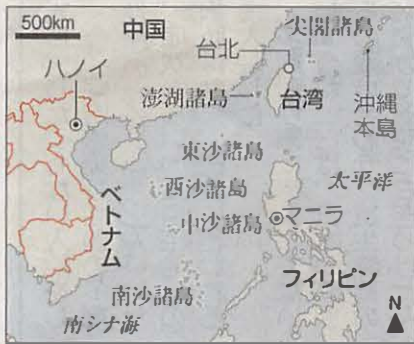 500km
中国
尖閣諸島
台北
ハノイ
澎湖諸島
台湾
沖縄
本島
東沙諸島
太平洋
西沙諸島
ベトナム
中沙諸島
マニラ
フィリピン
南沙諸島
南シナ海
N